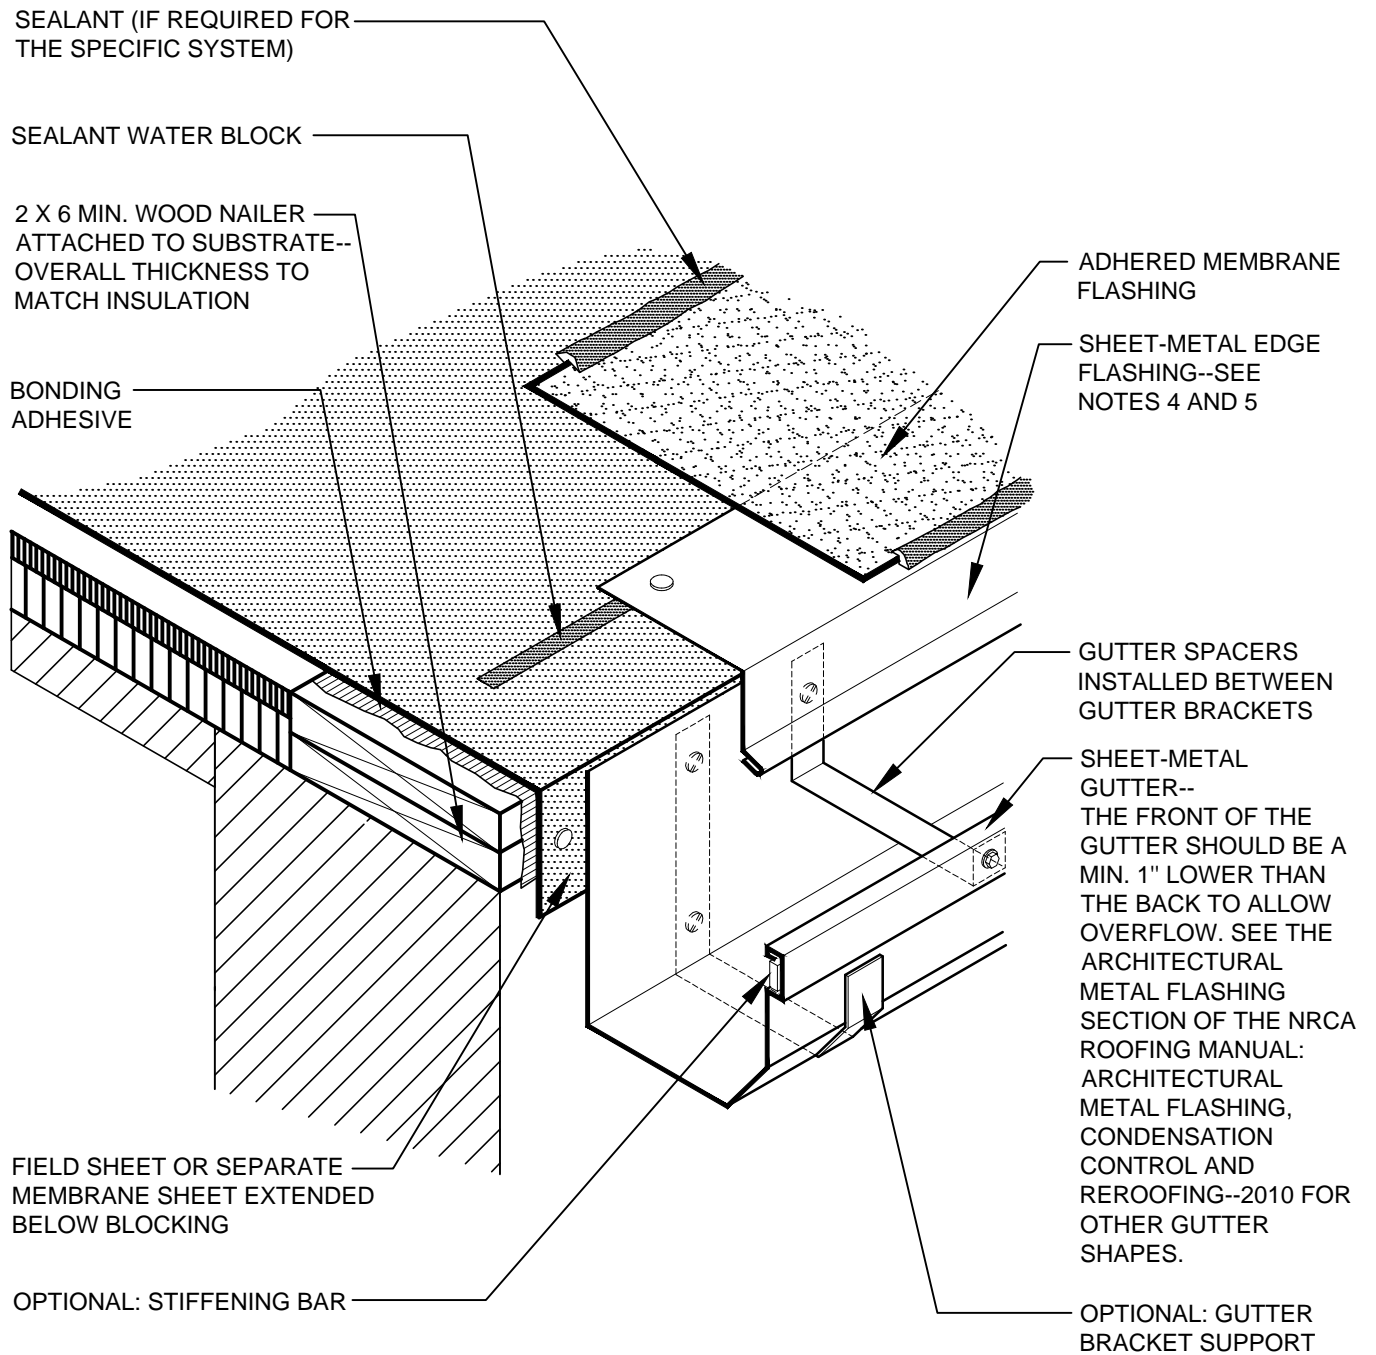 SEALANT (IF REQUIRED FOR
THE SPECIFIC SYSTEM)
SEALANT WATER BLOCK
2 X 6 MIN. WOOD NAILER
ATTACHED TO SUBSTRATE--
OVERALL THICKNESS TO
MATCH INSULATION
BONDING
ADHESIVE
FIELD SHEET OR SEPARATE
MEMBRANE SHEET EXTENDED
BELOW BLOCKING
OPTIONAL: STIFFENING BAR
ADHERED MEMBRANE
FLASHING
SHEET-METAL EDGE
FLASHING--SEE
NOTES 4 AND 5
GUTTER SPACERS
INSTALLED BETWEEN
GUTTER BRACKETS
SHEET-METAL
GUTTER--
THE FRONT OF THE
GUTTER SHOULD BE A
MIN. 1" LOWER THAN
THE BACK TO ALLOW
OVERFLOW. SEE THE
ARCHITECTURAL
METAL FLASHING
SECTION OF THE NRCA
ROOFING MANUAL:
ARCHITECTURAL
METAL FLASHING,
CONDENSATION
CONTROL AND
REROOFING--2010 FOR
OTHER GUTTER
SHAPES.
OPTIONAL: GUTTER
BRACKET SUPPORT